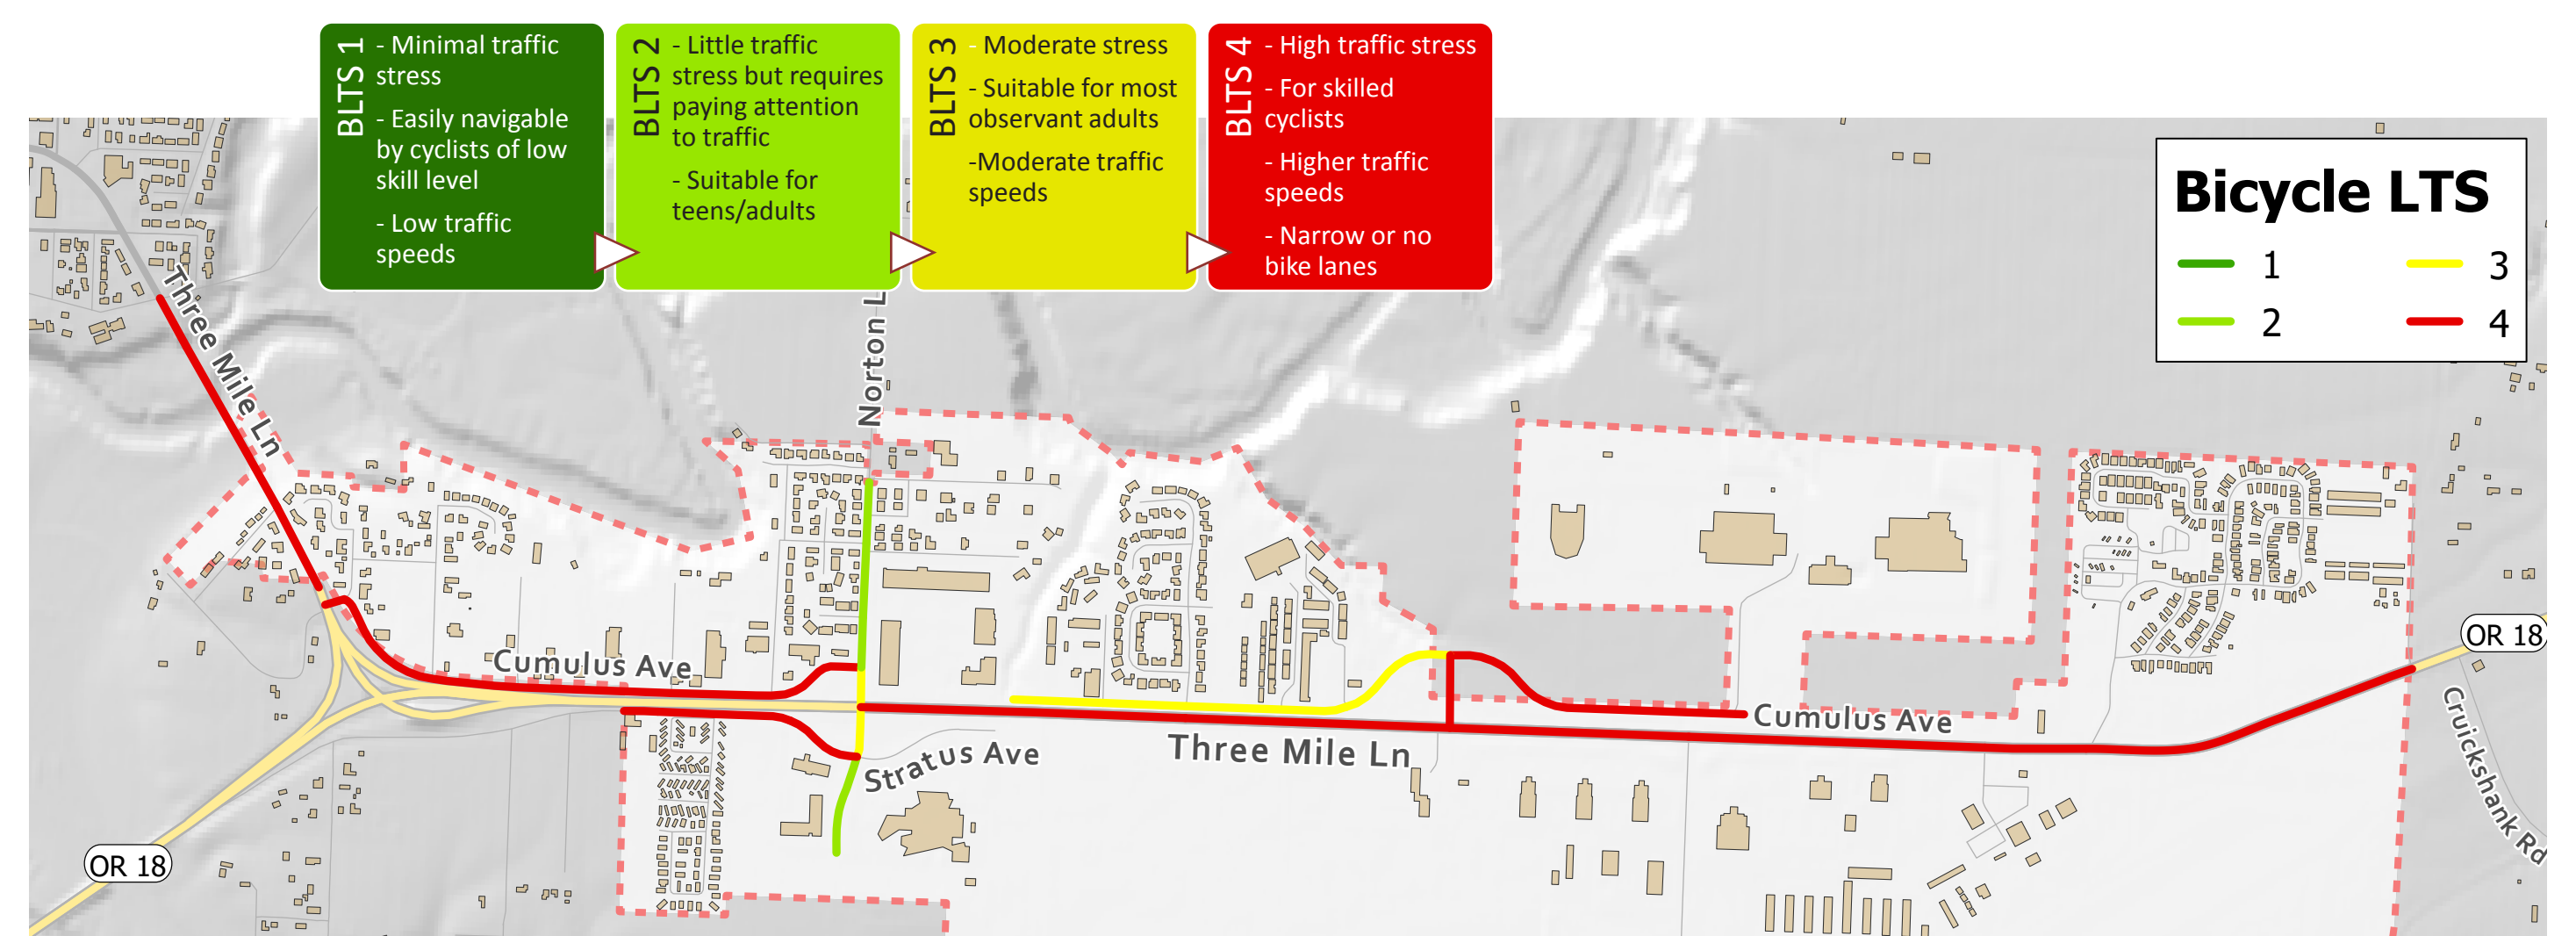 BLTS 1
- Minimal traffic
stress
- Easily navigable
by cyclists of low
skill level
- Low traffic
speeds
BLTS 2
- Little traffic
stress but requires
paying attention
to traffic
- Suitable for
teens/adults
BLTS 3
- Moderate stress
- Suitable for most
observant adults
-Moderate traffic
speeds
BLTS 4
- High traffic stress
- For skilled
cyclists
- Higher traffic
speeds
- Narrow or no
bike lanes
Bicycle LTS
1
3
2
4
Three Mile Ln
Norton L
Cumulus Ave
Stratus Ave
Three Mile Ln
Cumulus Ave
OR 18
Cruickshank Rd
OR 18